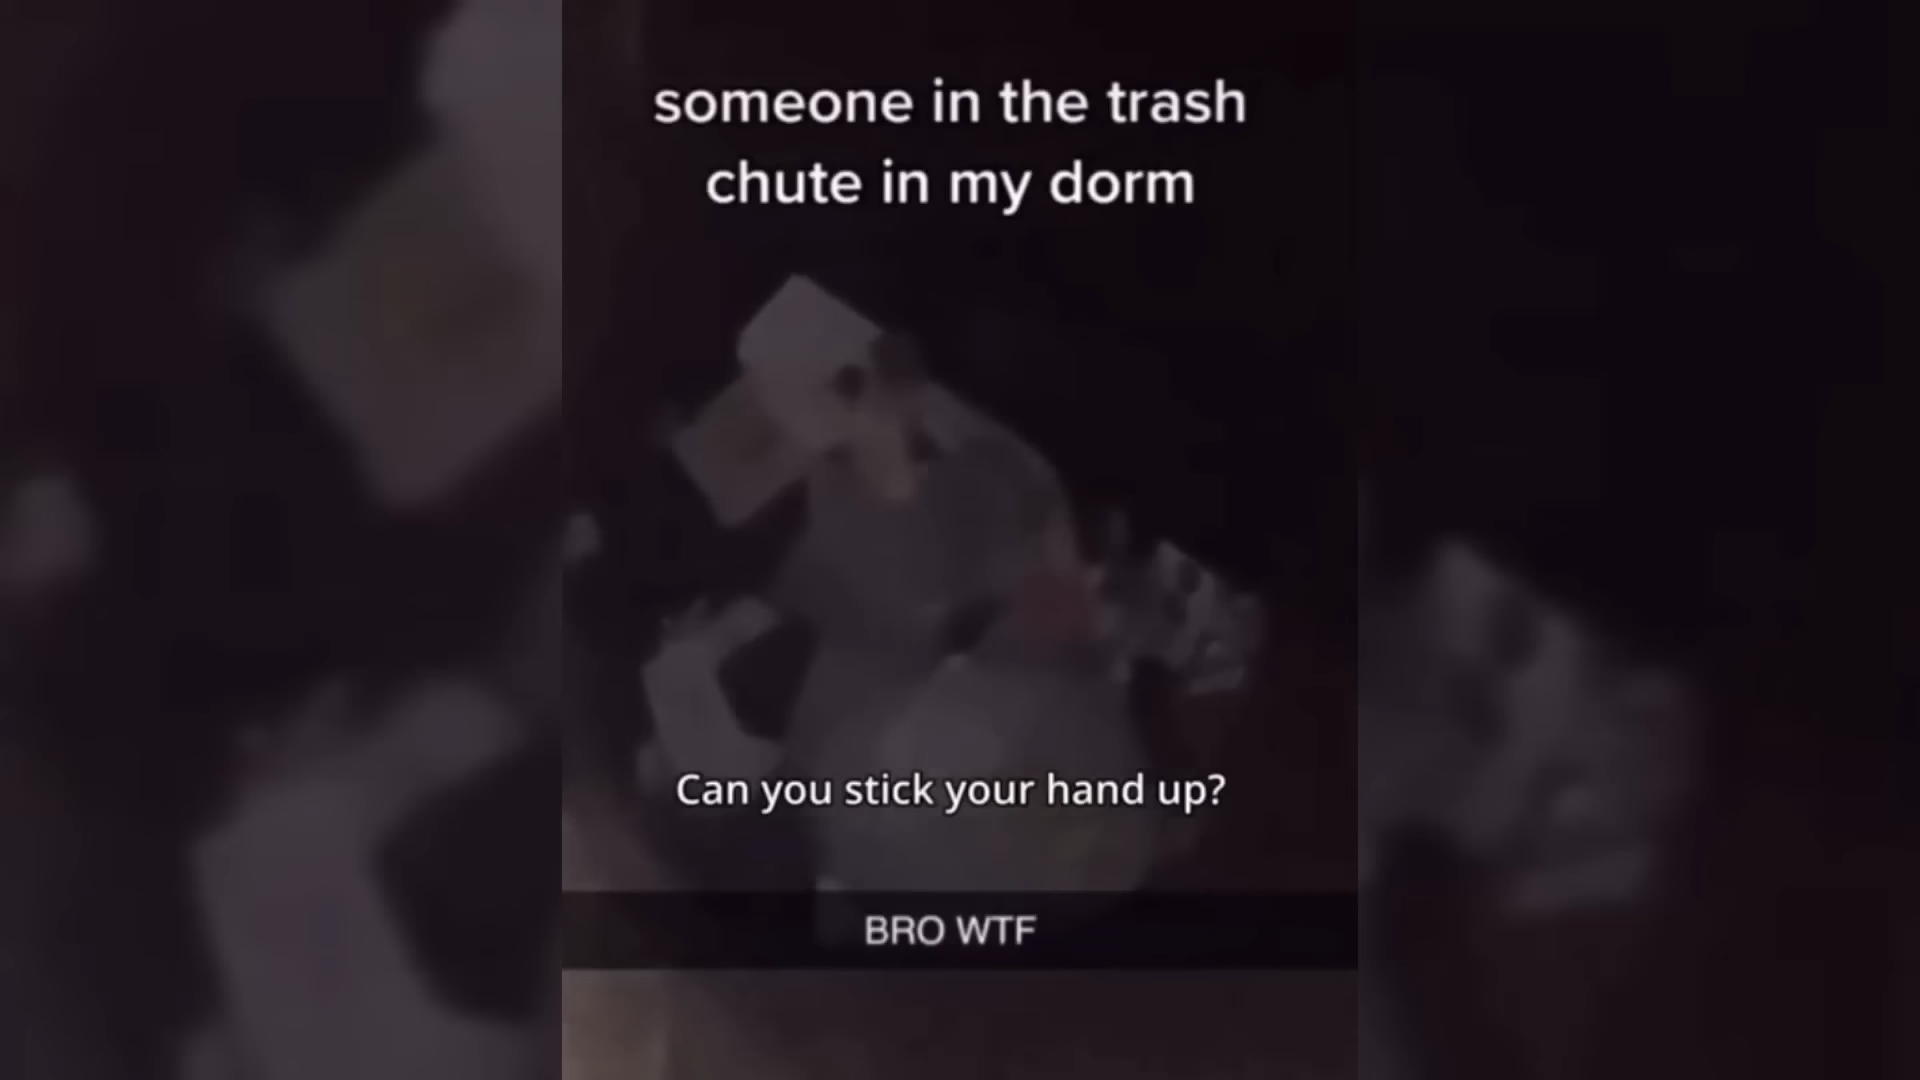 someone in the trash
chute in my dorm
Can you stick your hand up?
BRO WTF